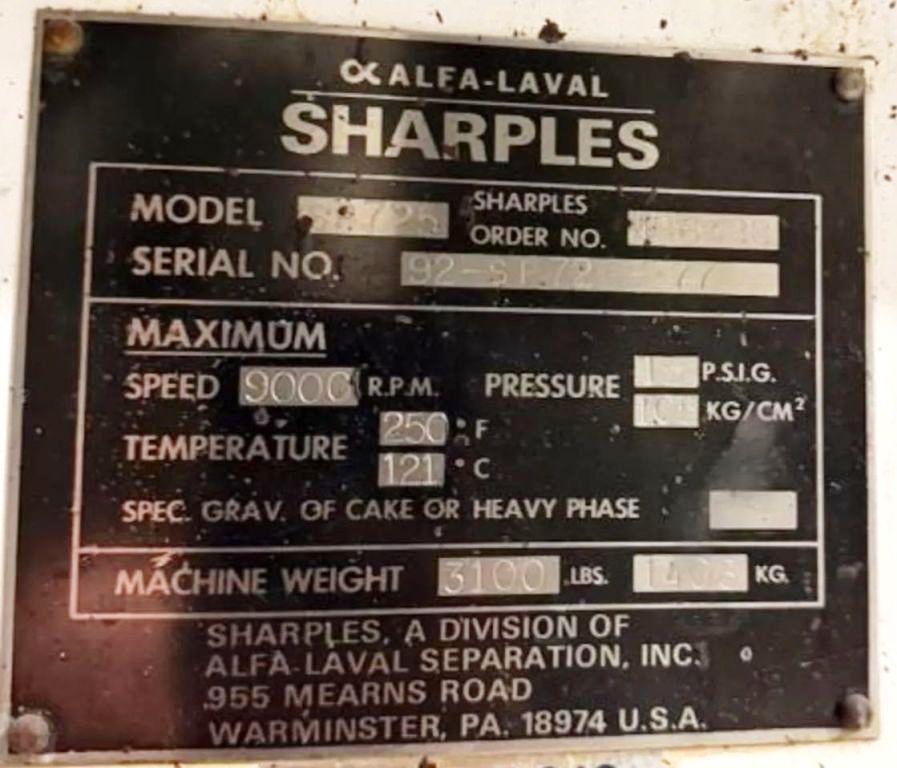 α ALFA-LAVAL
SHARPLES
MODEL
SHARPLES
ORDER NO.
SERIAL NO.
MAXIMUM
SPEED 9000 R.P.M. PRESSURE P.S.I.G.
KG/CM²
TEMPERATURE 250 °F
121 °C
SPEC. GRAV. OF CAKE OR HEAVY PHASE
MACHINE WEIGHT 3100 LBS. KG.
SHARPLES, A DIVISION OF
ALFA-LAVAL SEPARATION, INC.
955 MEARNS ROAD
WARMINSTER, PA. 18974 U.S.A.